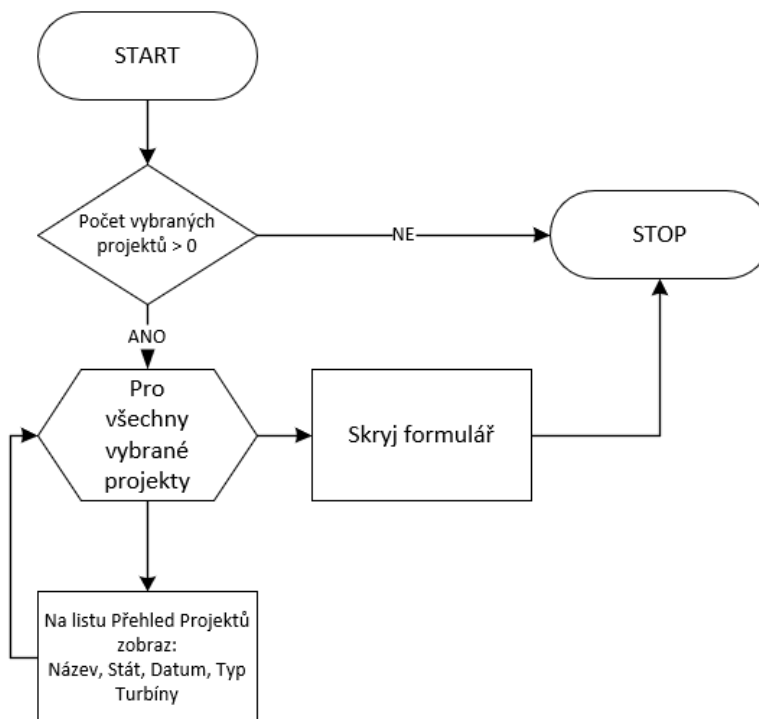 START
Počet vybraných
projektů > 0
NE
STOP
ANO
Pro
všechny
vybrané
projekty
Skryj formulář
Na listu Přehled Projektů
zobraz:
Název, Stát, Datum, Typ
Turbíny